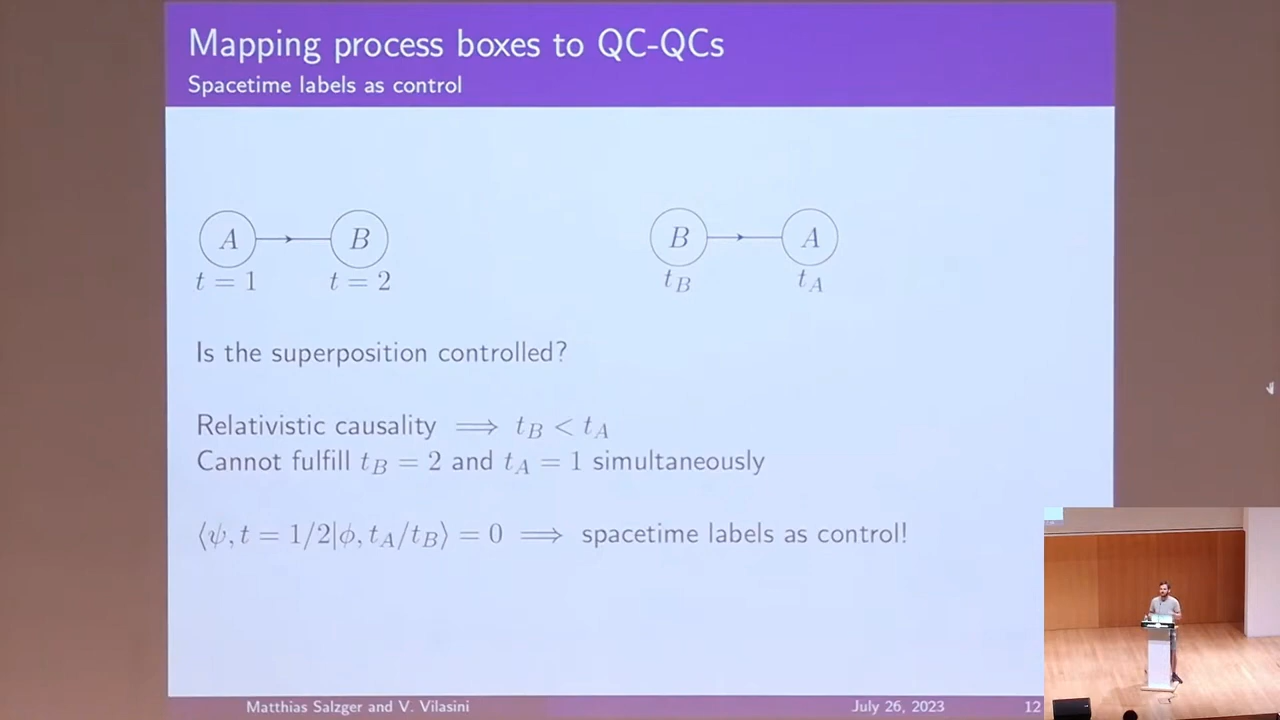 Mapping process boxes to QC-QCs
Spacetime labels as control
A B B A
t = 1 t = 2 t_B t_A
Is the superposition controlled?
Relativistic causality ⟹ t_B < t_A
Cannot fulfill t_B = 2 and t_A = 1 simultaneously
⟨ψ, t = 1/2|ϕ, t_A/t_B⟩ = 0 ⟹ spacetime labels as control!
Matthias Salzger and V. Vilasini July 26, 2023 12